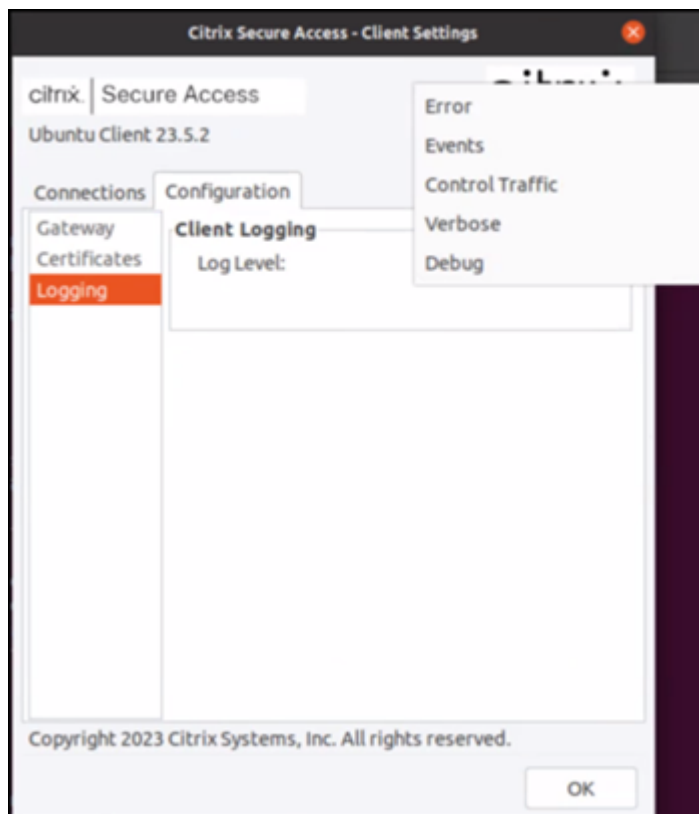 Citrix Secure Access - Client Settings
citrix. Secure Access
Ubuntu Client 23.5.2
Connections
Configuration
Gateway
Certificates
Logging
Client Logging
Log Level:
Error
Events
Control Traffic
Verbose
Debug
Copyright 2023 Citrix Systems, Inc. All rights reserved.
OK